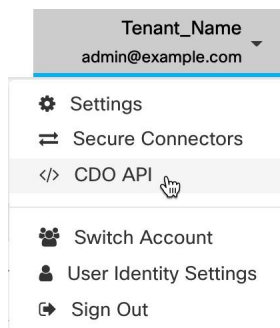 Tenant_Name
admin@example.com
Settings
Secure Connectors
</> CDO API
Switch Account
User Identity Settings
Sign Out